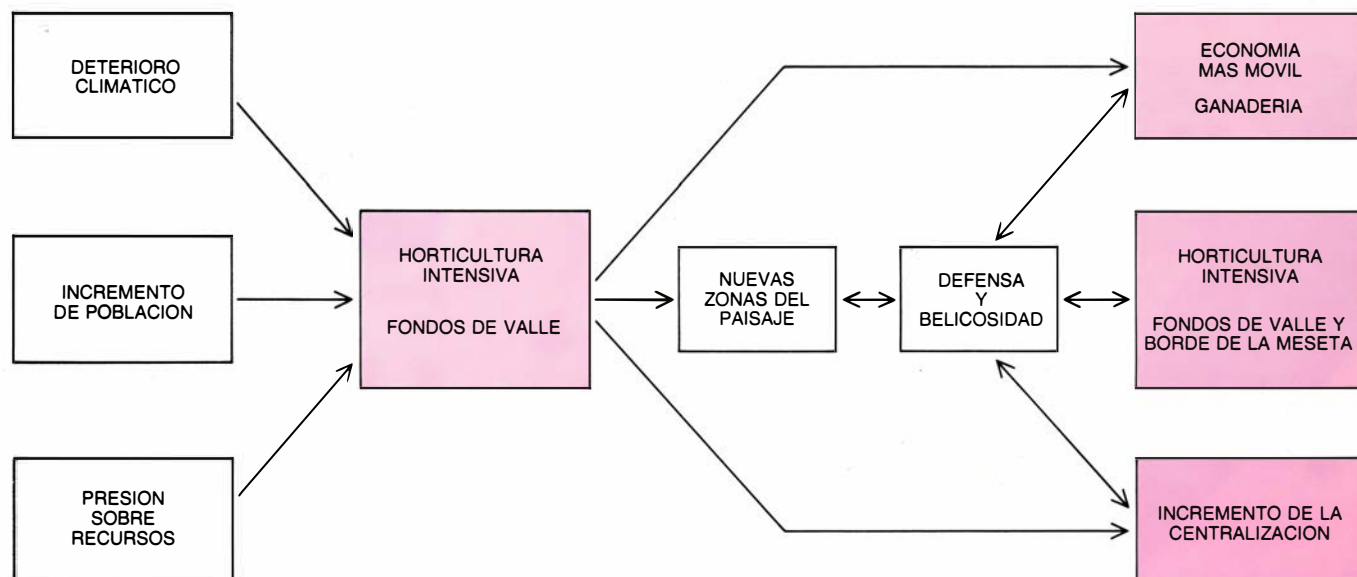 DETERIORO
CLIMATICO
INCREMENTO
DE POBLACION
PRESION
SOBRE
RECURSOS
HORTICULTURA
INTENSIVA
FONDOS DE VALLE
NUEVAS
ZONAS DEL
PAISAJE
DEFENSA
Y
BELICOSIDAD
ECONOMIA
MAS MOVIL
GANADERIA
HORTICULTURA
INTENSIVA
FONDOS DE VALLE Y
BORDE DE LA MESETA
INCREMENTO DE LA
CENTRALIZACION